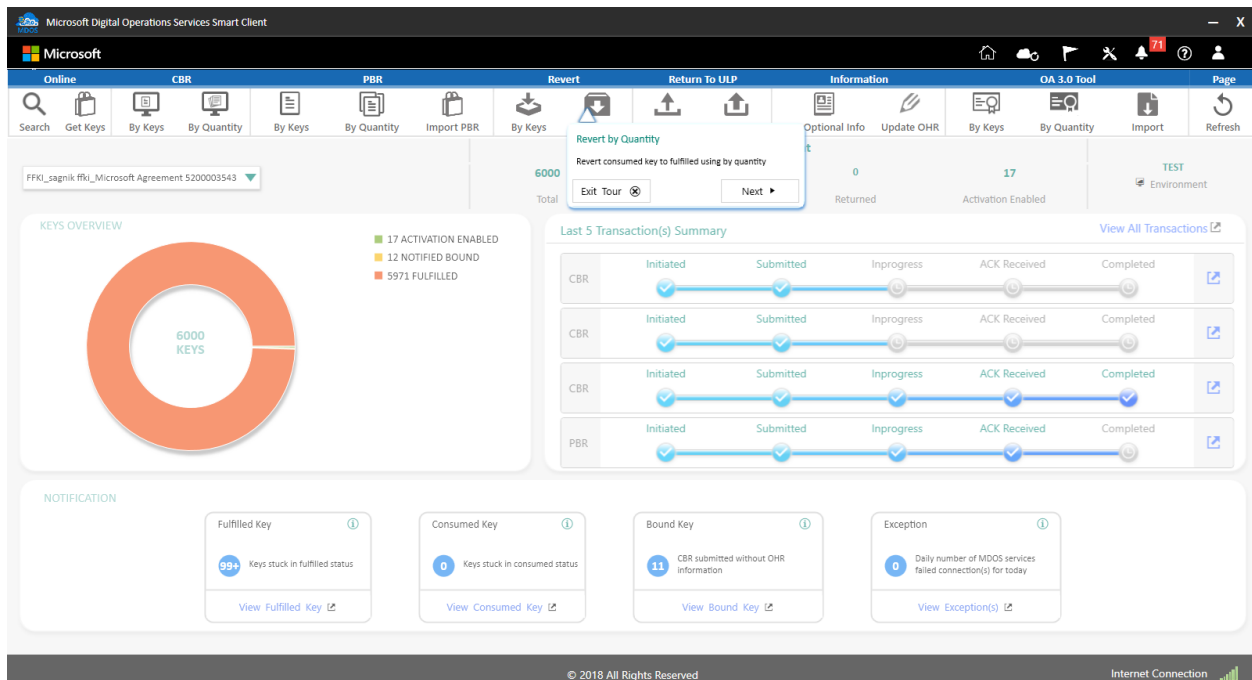 MDOS
Microsoft Digital Operations Services Smart Client
– X
Microsoft
71
Online CBR PBR Revert Return To ULP Information OA 3.0 Tool Page
Search Get Keys By Keys By Quantity By Keys By Quantity Import PBR By Keys Optional Info Update OHR By Keys By Quantity Import Refresh
Revert by Quantity
Revert consumed key to fulfilled using by quantity
Exit Tour Next
FFKI_sagnik ffki_Microsoft Agreement 5200003543
6000
Total
0
Returned
17
Activation Enabled
TEST
Environment
KEYS OVERVIEW
17 ACTIVATION ENABLED
12 NOTIFIED BOUND
5971 FULFILLED
6000
KEYS
Last 5 Transaction(s) Summary
View All Transactions
CBR Initiated Submitted Inprogress ACK Received Completed
CBR Initiated Submitted Inprogress ACK Received Completed
CBR Initiated Submitted Inprogress ACK Received Completed
PBR Initiated Submitted Inprogress ACK Received Completed
NOTIFICATION
Fulfilled Key
99+ Keys stuck in fulfilled status
View Fulfilled Key
Consumed Key
0 Keys stuck in consumed status
View Consumed Key
Bound Key
11 CBR submitted without OHR
information
View Bound Key
Exception
0 Daily number of MDOS services
failed connection(s) for today
View Exception(s)
© 2018 All Rights Reserved
Internet Connection